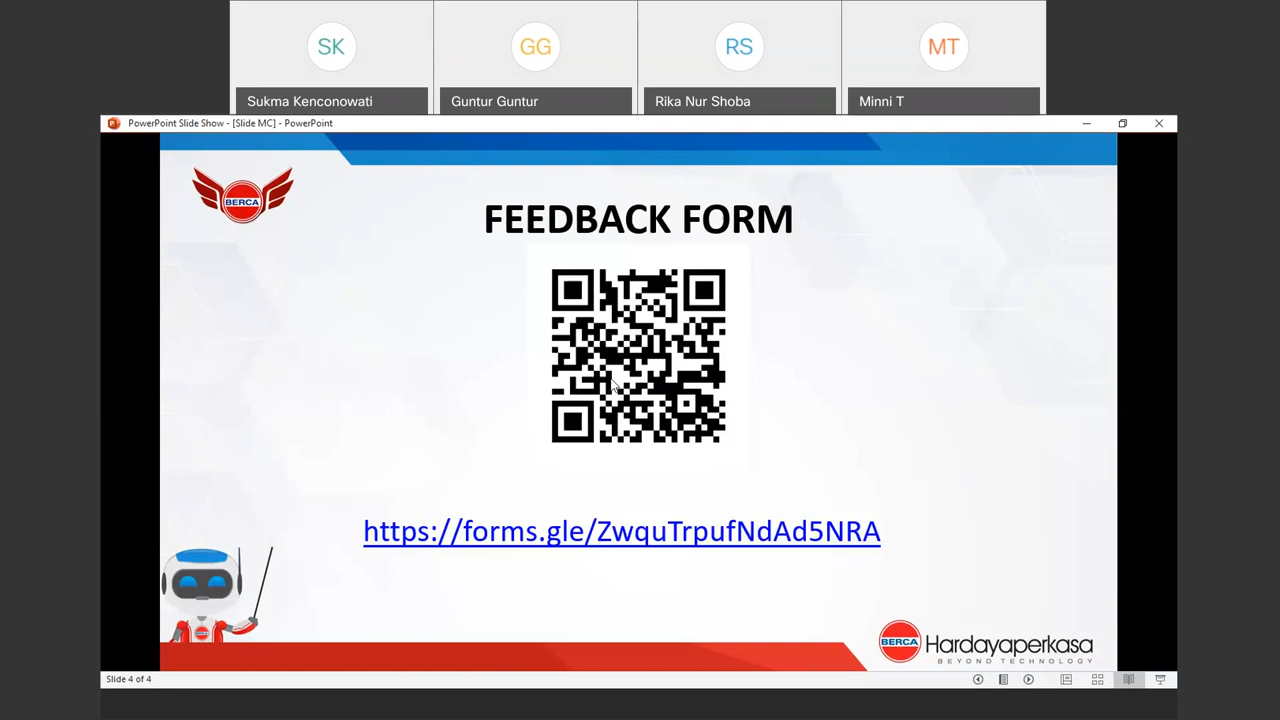 SK
GG
RS
MT
Sukma Kenconowati
Guntur Guntur
Rika Nur Shoba
Minni T
PowerPoint Slide Show - [Slide MC] - PowerPoint
BERCA
FEEDBACK FORM
https://forms.gle/ZwquTrpufNdAd5NRA
BERCA
Hardayaperkasa
BEYOND TECHNOLOGY
Slide 4 of 4